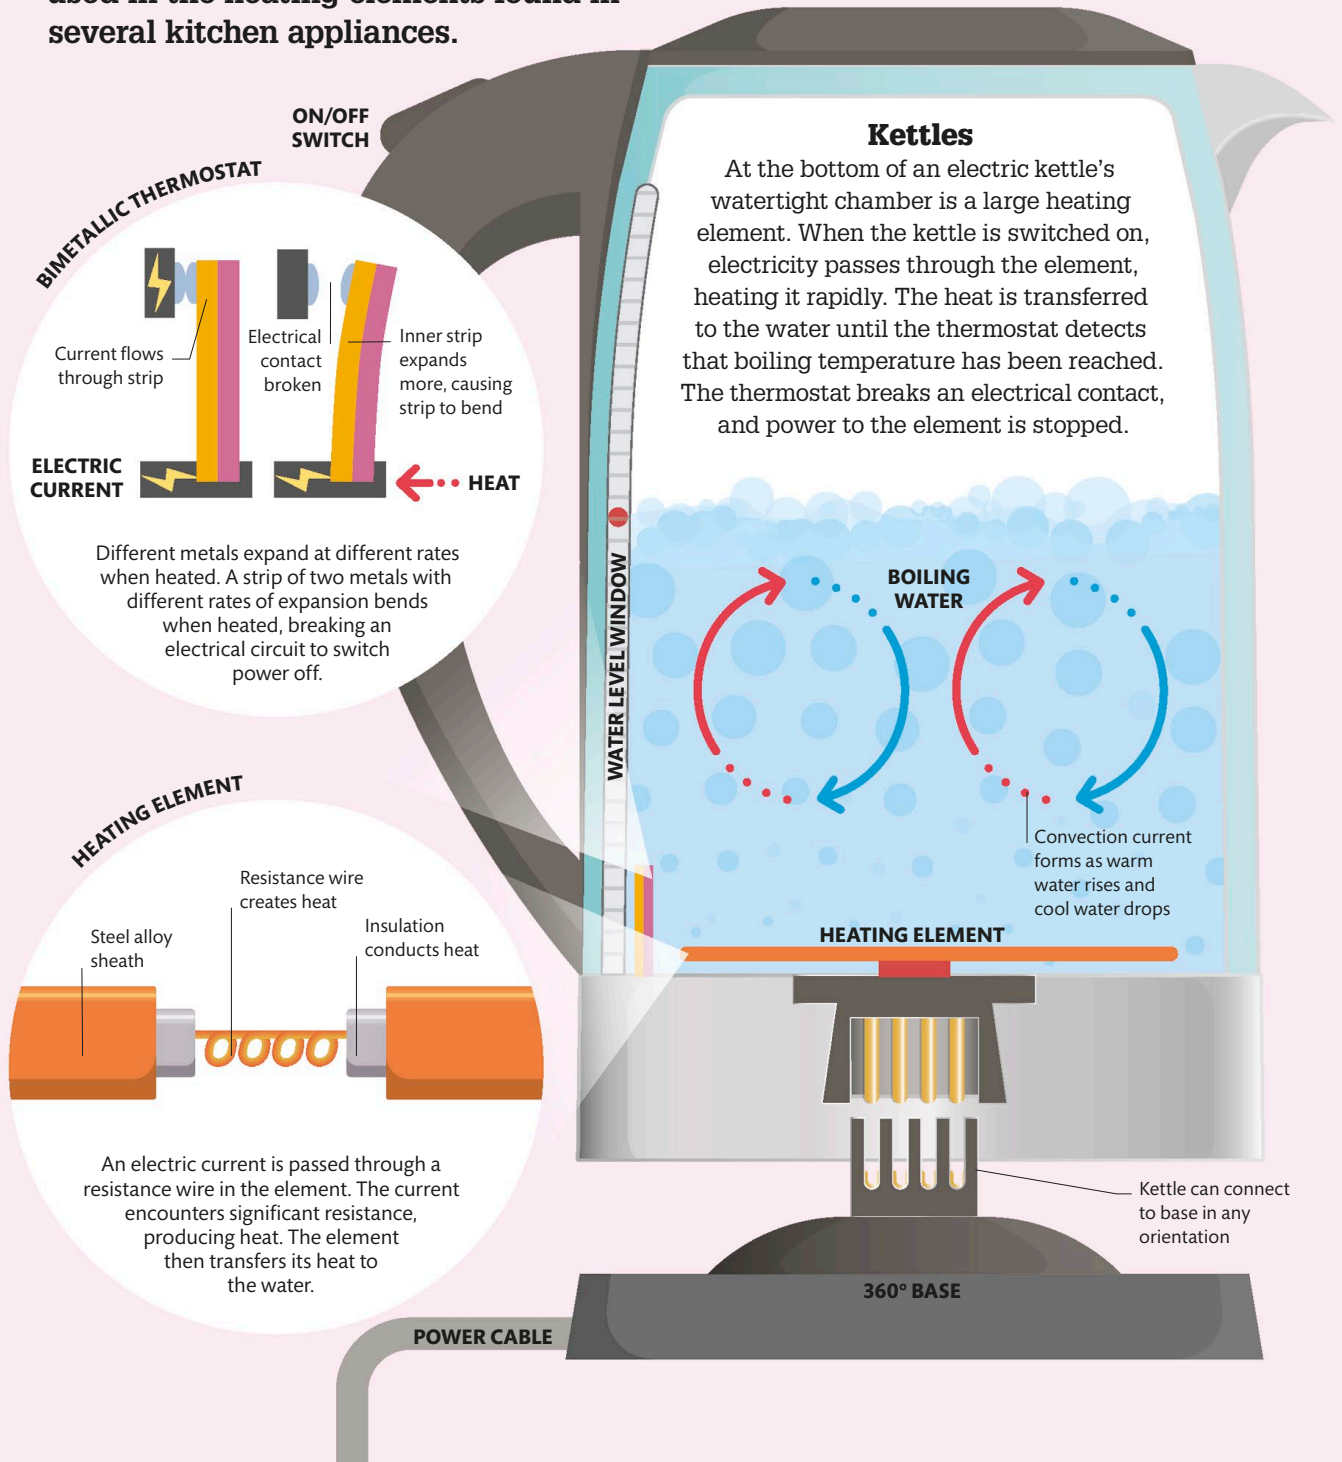 used in the heating elements found in
several kitchen appliances.
ON/OFF
SWITCH
Kettles
At the bottom of an electric kettle's
watertight chamber is a large heating
element. When the kettle is switched on,
electricity passes through the element,
heating it rapidly. The heat is transferred
to the water until the thermostat detects
that boiling temperature has been reached.
The thermostat breaks an electrical contact,
and power to the element is stopped.
BIMETALLIC THERMOSTAT
Current flows
through strip
Electrical
contact
broken
Inner strip
expands
more, causing
strip to bend
ELECTRIC
CURRENT
HEAT
Different metals expand at different rates
when heated. A strip of two metals with
different rates of expansion bends
when heated, breaking an
electrical circuit to switch
power off.
WATER LEVEL WINDOW
BOILING
WATER
Convection current
forms as warm
water rises and
cool water drops
HEATING ELEMENT
HEATING ELEMENT
Resistance wire
creates heat
Steel alloy
sheath
Insulation
conducts heat
An electric current is passed through a
resistance wire in the element. The current
encounters significant resistance,
producing heat. The element
then transfers its heat to
the water.
Kettle can connect
to base in any
orientation
360° BASE
POWER CABLE